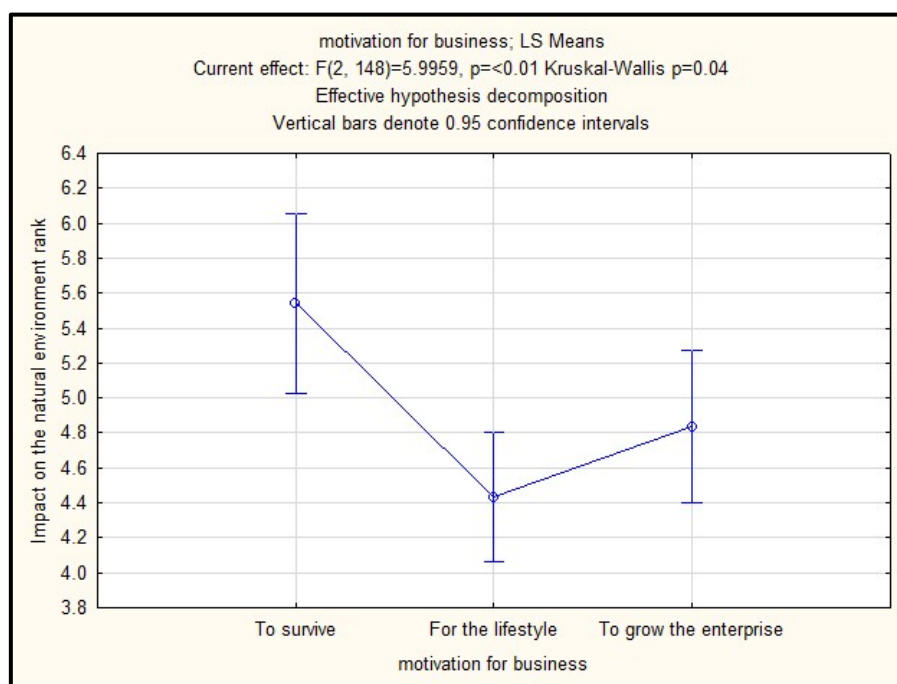 motivation for business; LS Means
Current effect: F(2, 148)=5.9959, p=<0.01 Kruskal-Wallis p=0.04
Effective hypothesis decomposition
Vertical bars denote 0.95 confidence intervals
6.4
6.2
6.0
5.8
5.6
5.4
5.2
5.0
4.8
4.6
4.4
4.2
4.0
3.8
Impact on the natural environment rank
To survive
For the lifestyle
To grow the enterprise
motivation for business